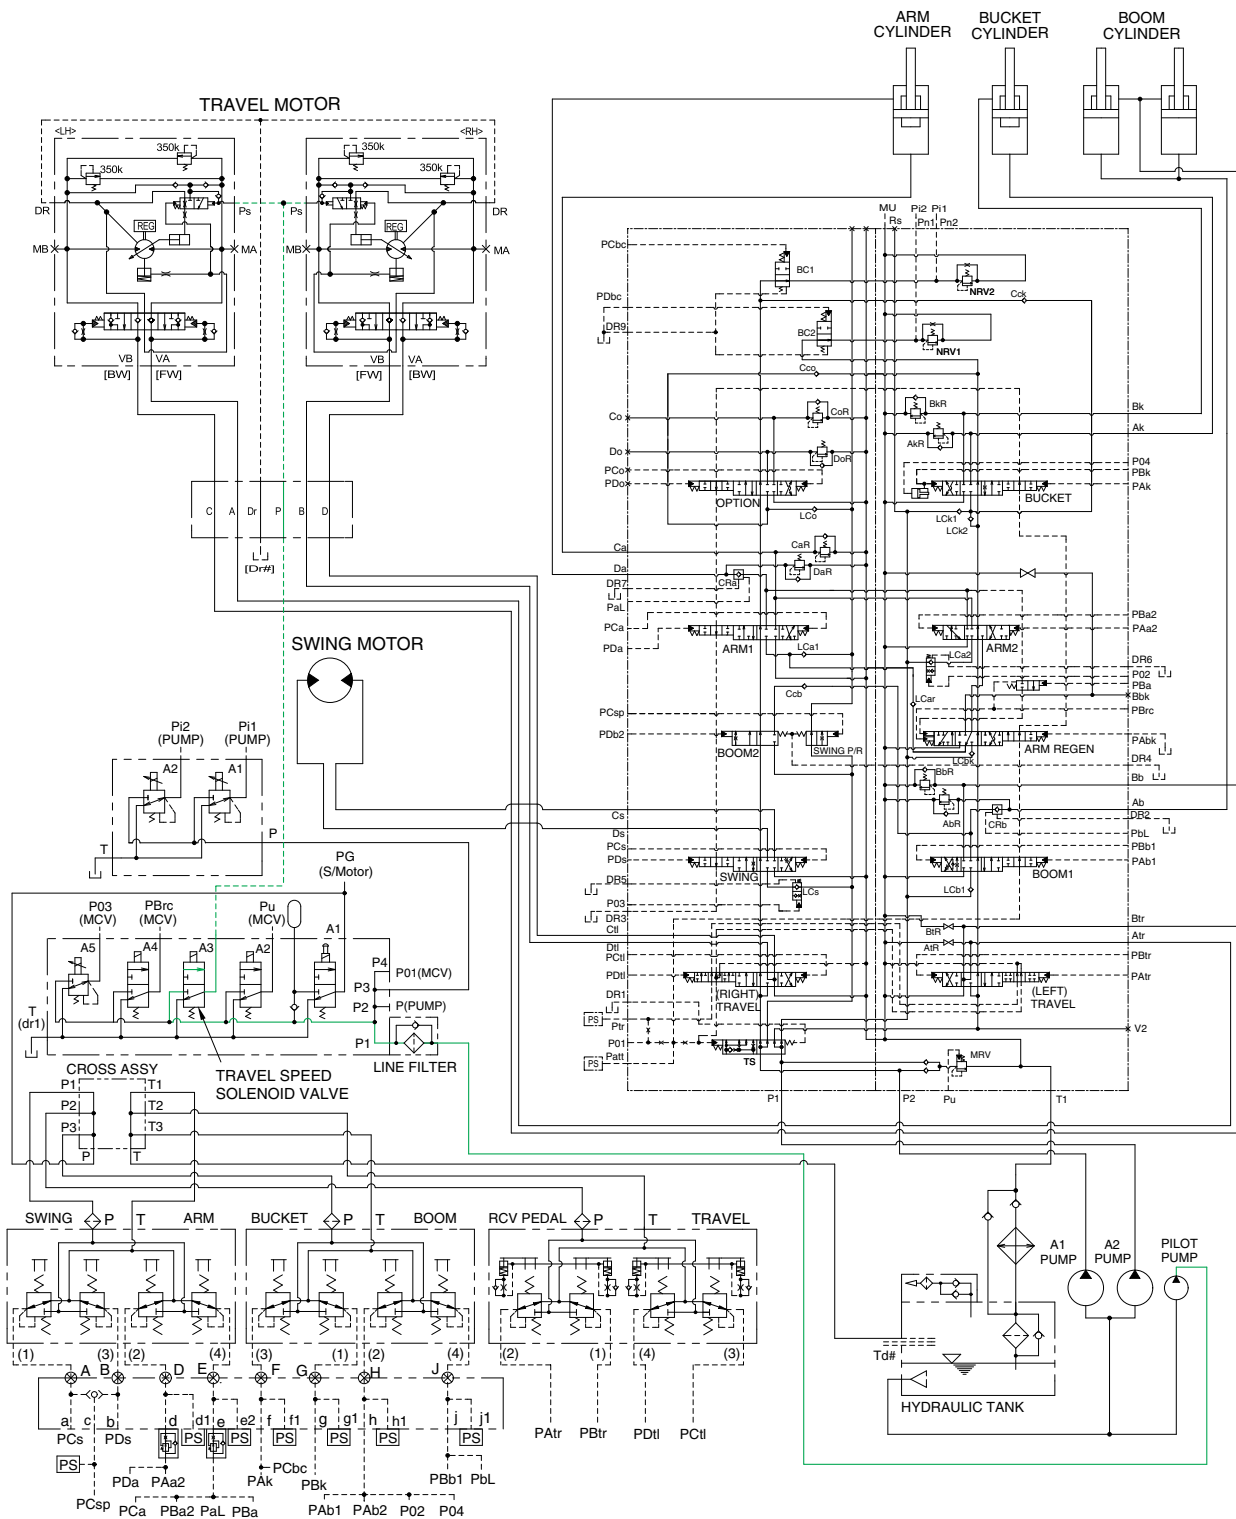 ARM
CYLINDER
BUCKET
CYLINDER
BOOM
CYLINDER
TRAVEL MOTOR
<LH>
<RH>
350k
350k
350k
350k
DR
Ps
Ps
DR
REG
REG
MB
MA
MB
MA
VB
VA
VB
VA
[BW]
[FW]
[FW]
[BW]
MU
Rs
Pi2
Pi1
Pn1
Pn2
PCbc
BC1
NRV2
Cck
PDbc
DR9
BC2
NRV1
Cco
Co
CoR
BkR
Bk
AkR
Ak
Do
DoR
PCo
PDo
P04
PBk
PAk
OPTION
BUCKET
LCo
LCk1
LCk2
C
A
Dr
P
B
D
[Dr#]
Ca
CaR
Da
DaR
DR7
CRa
PaL
PCa
PDa
PBa2
PAa2
ARM1
LCa1
LCa2
ARM2
DR6
P02
PBa
Bbk
Ccb
LCar
PBrc
PCsp
PDb2
PAbk
BOOM2
SWING P/R
ARM REGEN
LCbk
DR4
SWING MOTOR
Pi2
(PUMP)
Pi1
(PUMP)
A2
A1
P
T
BbR
Bb
AbR
CRb
Ab
DR2
PbL
Cs
Ds
PCs
PDs
PBb1
PAb1
SWING
BOOM1
DR5
LCs
LCb1
P03
DR3
Ctl
Dtl
PCtl
PDtl
BtR
AtR
Btr
Atr
PBtr
PAtr
DR1
(RIGHT)
TRAVEL
(LEFT)
TRAVEL
PS
Ptr
P01
Patt
PS
TS
V2
MRV
P1
P2
Pu
T1
PG
(S/Motor)
P03
(MCV)
PBrc
(MCV)
Pu
(MCV)
A5
A4
A3
A2
A1
P4
P01(MCV)
P3
P2
P(PUMP)
P1
T
(dr1)
LINE FILTER
TRAVEL SPEED
SOLENOID VALVE
CROSS ASSY
P1
T1
P2
T2
P3
T3
P
T
SWING
P
T
ARM
BUCKET
P
T
BOOM
RCV PEDAL
P
T
TRAVEL
(1)
(3)
(2)
(4)
(3)
(1)
(2)
(4)
(2)
(1)
(4)
(3)
A
B
D
E
F
G
H
J
a
c
b
d
d1
e
e2
f
f1
g
g1
h
h1
j
j1
PCs
PDs
PS
PS
PS
PS
PS
PS
PS
PS
PCsp
PDa
PAa2
PCa
PBa2
PaL
PBa
PAk
PCbc
PBk
PAb1
PAb2
P02
P04
PBb1
PbL
PAtr
PBtr
PDtl
PCtl
A1
PUMP
A2
PUMP
PILOT
PUMP
Td#
HYDRAULIC TANK